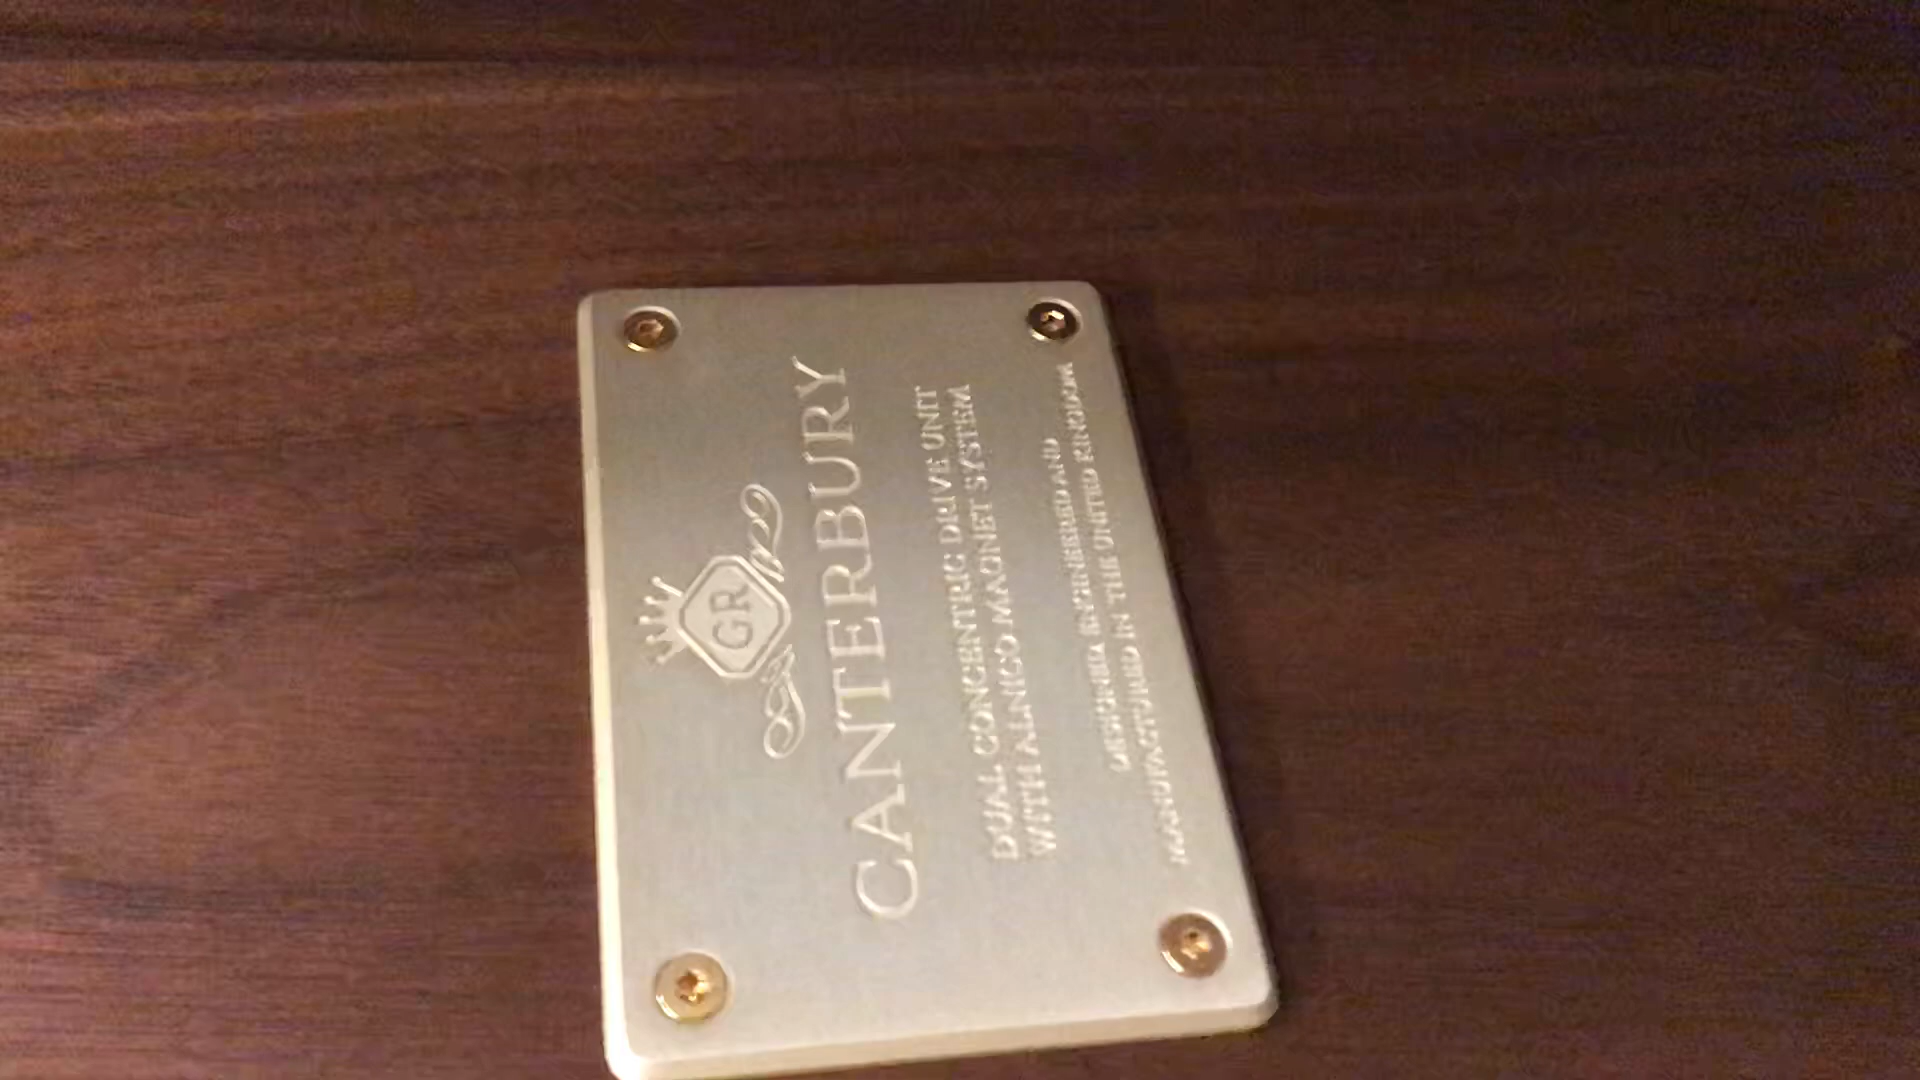 GR
CANTERBURY
DUAL CONCENTRIC DRIVE UNIT
WITH ALNICO MAGNET SYSTEM
DESIGNED, ENGINEERED AND
MANUFACTURED IN THE UNITED KINGDOM